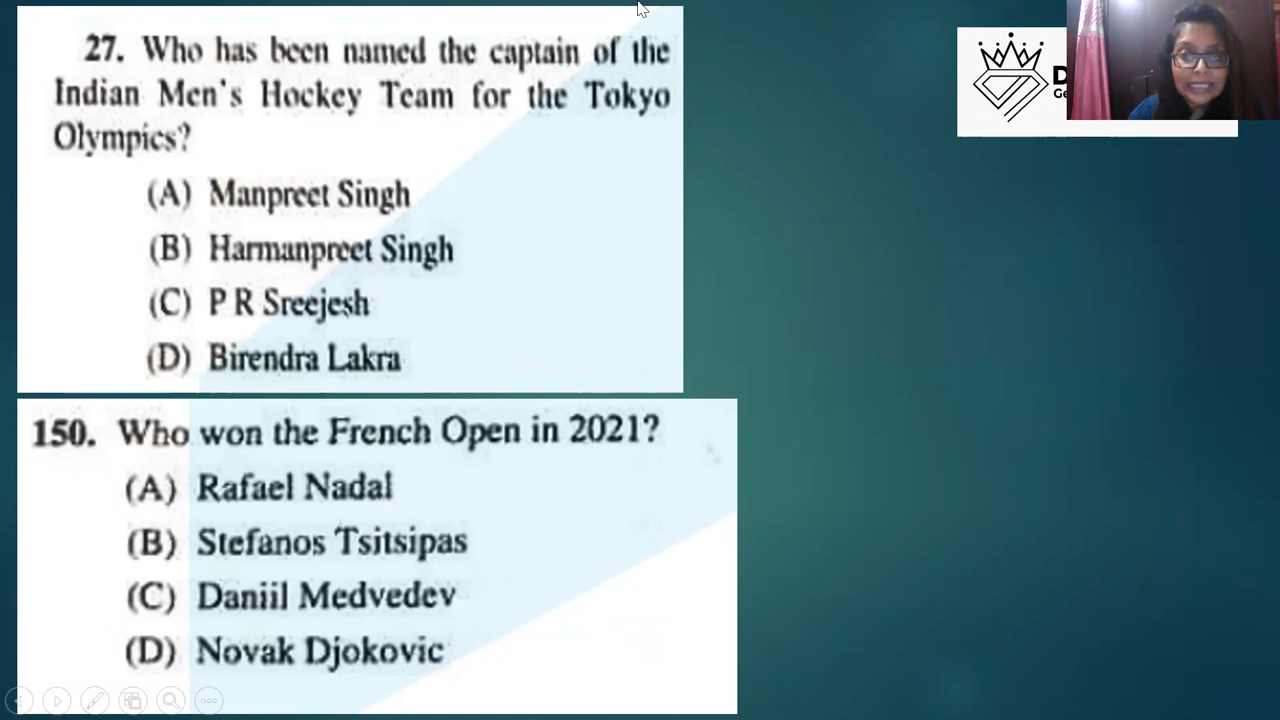 27. Who has been named the captain of the
Indian Men's Hockey Team for the Tokyo
Olympics?
(A) Manpreet Singh
(B) Harmanpreet Singh
(C) P R Sreejesh
(D) Birendra Lakra
150. Who won the French Open in 2021?
(A) Rafael Nadal
(B) Stefanos Tsitsipas
(C) Daniil Medvedev
(D) Novak Djokovic